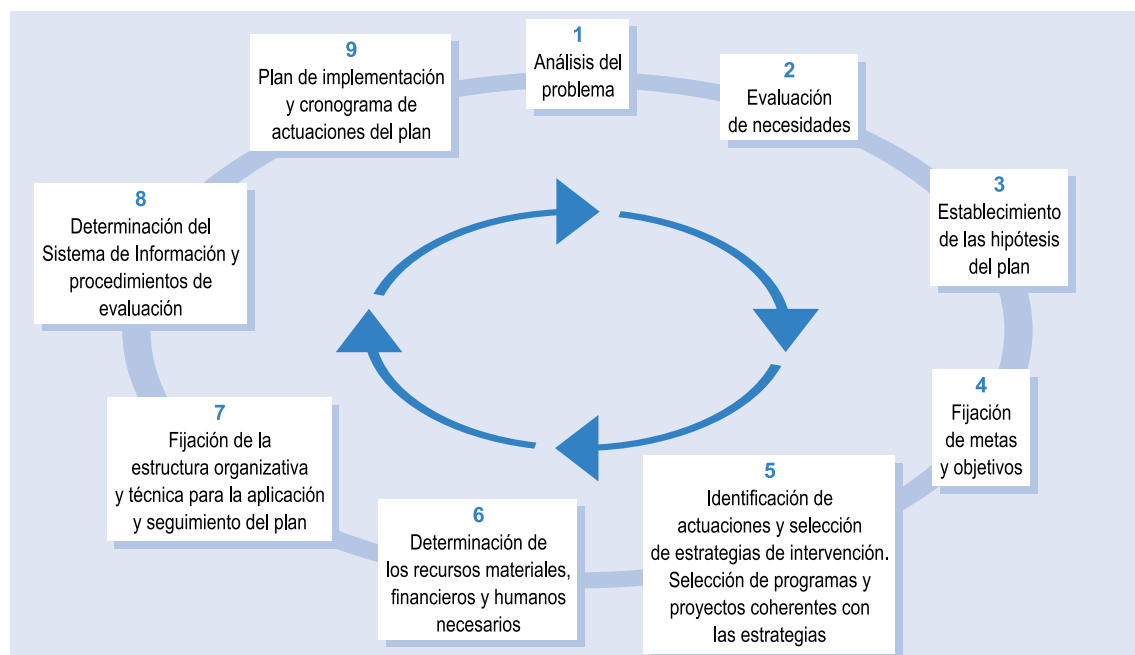 1
Análisis del
problema
2
Evaluación
de necesidades
3
Establecimiento
de las hipótesis
del plan
4
Fijación
de metas
y objetivos
5
Identificación de
actuaciones y selección
de estrategias de intervención.
Selección de programas y
proyectos coherentes con
las estrategias
6
Determinación de
los recursos materiales,
financieros y humanos
necesarios
7
Fijación de la
estructura organizativa
y técnica para la aplicación
y seguimiento del plan
8
Determinación del
Sistema de Información y
procedimientos de
evaluación
9
Plan de implementación
y cronograma de
actuaciones del plan